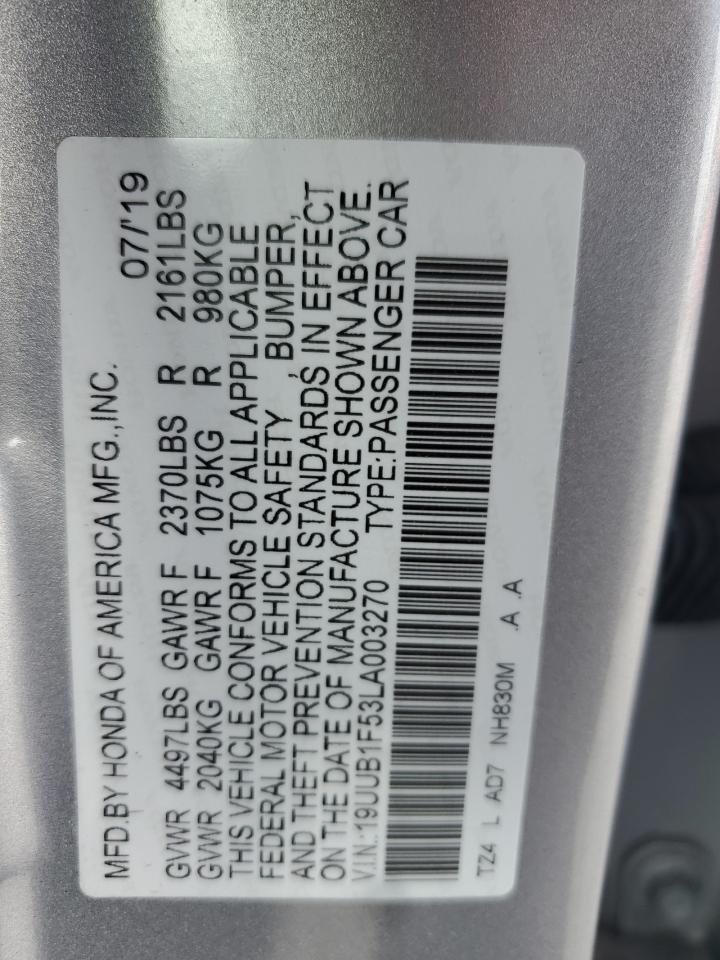 MFD.BY HONDA OF AMERICA MFG.,INC. 07/'19
GVWR 4497LBS GAWR F 2370LBS R 2161LBS
GVWR 2040KG GAWR F 1075KG R 980KG
THIS VEHICLE CONFORMS TO ALL APPLICABLE
FEDERAL MOTOR VEHICLE SAFETY , BUMPER,
AND THEFT PREVENTION STANDARDS IN EFFECT
ON THE DATE OF MANUFACTURE SHOWN ABOVE.
V.I.N.:19UUB1F53LA003270 TYPE:PASSENGER CAR
TZ4 L AD7 NH830M .A .A